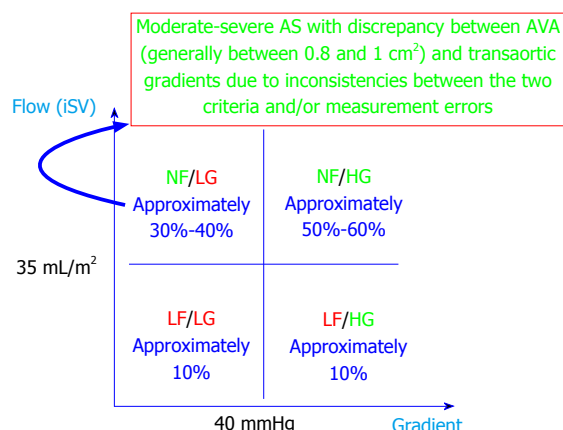 Moderate-severe AS with discrepancy between AVA
(generally between 0.8 and 1 cm²) and transaortic
gradients due to inconsistencies between the two
criteria and/or measurement errors
Flow (iSV)
NF/LG
Approximately
30%-40%
NF/HG
Approximately
50%-60%
35 mL/m²
LF/LG
Approximately
10%
LF/HG
Approximately
10%
40 mmHg
Gradient